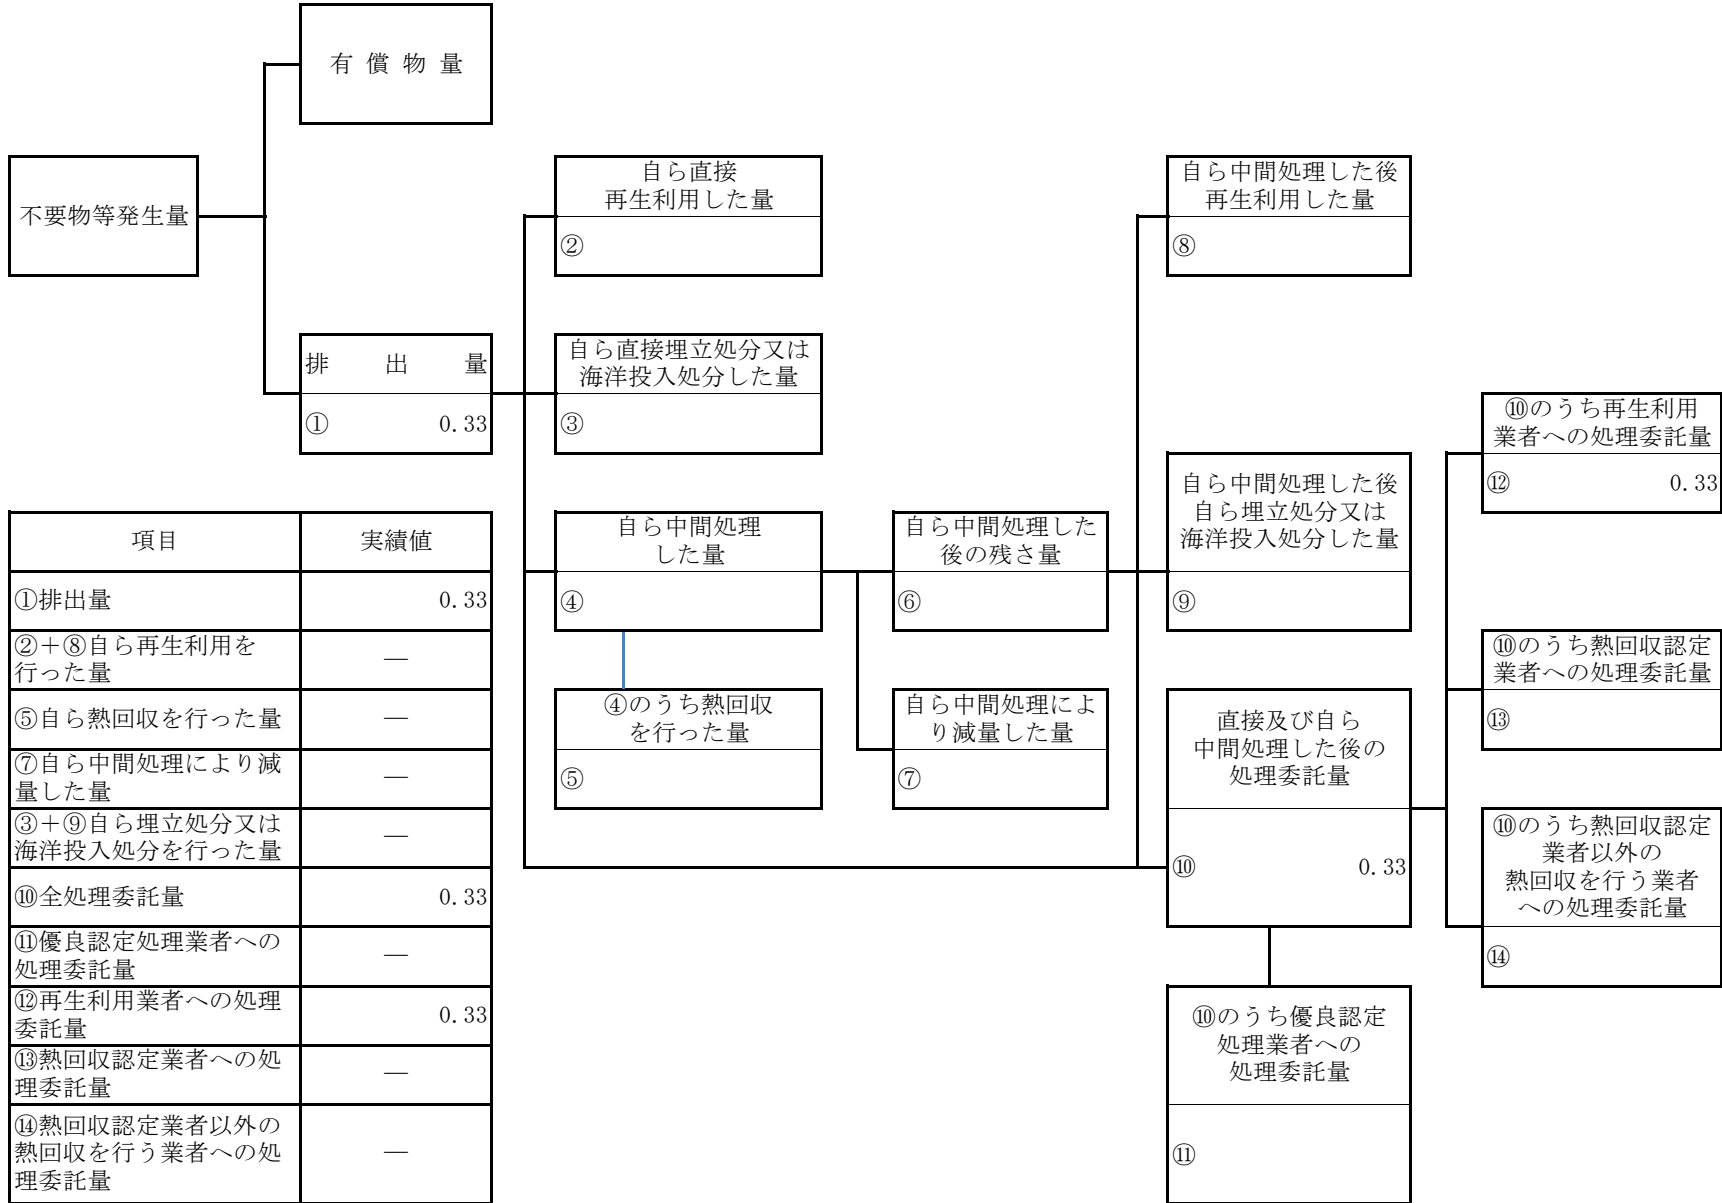 有償物量
不要物等発生量
排出量
① 0.33
自ら直接
再生利用した量
②
自ら直接埋立処分又は
海洋投入処分した量
③
自ら中間処理
した量
④
④のうち熱回収
を行った量
⑤
自ら中間処理した
後の残さ量
⑥
自ら中間処理によ
り減量した量
⑦
自ら中間処理した後
再生利用した量
⑧
自ら中間処理した後
自ら埋立処分又は
海洋投入処分した量
⑨
直接及び自ら
中間処理した後の
処理委託量
⑩ 0.33
⑩のうち優良認定
処理業者への
処理委託量
⑪
⑩のうち再生利用
業者への処理委託量
⑫ 0.33
⑩のうち熱回収認定
業者への処理委託量
⑬
⑩のうち熱回収認定
業者以外の
熱回収を行う業者
への処理委託量
⑭
項目 実績値
①排出量 0.33
②＋⑧自ら再生利用を
行った量 ―
⑤自ら熱回収を行った量 ―
⑦自ら中間処理により減
量した量 ―
③＋⑨自ら埋立処分又は
海洋投入処分を行った量 ―
⑩全処理委託量 0.33
⑪優良認定処理業者への
処理委託量 ―
⑫再生利用業者への処理
委託量 0.33
⑬熱回収認定業者への処
理委託量 ―
⑭熱回収認定業者以外の
熱回収を行う業者への処
理委託量 ―